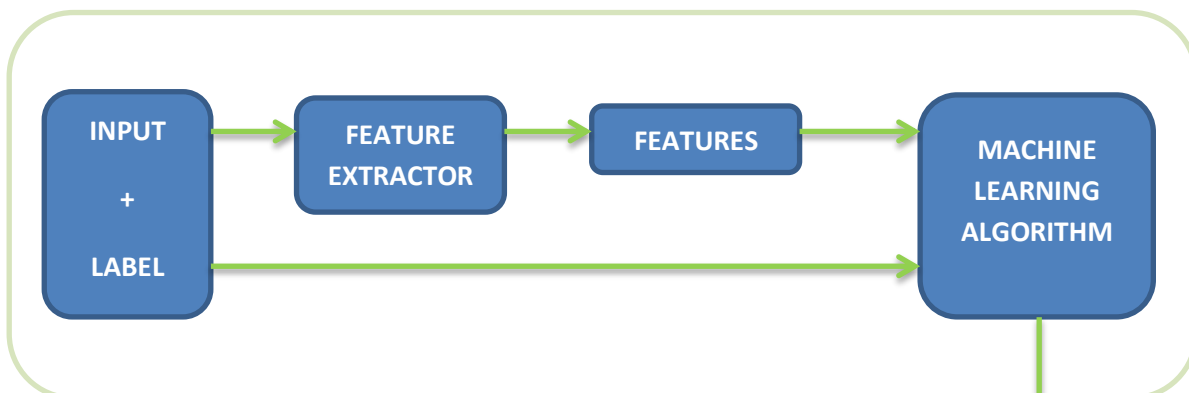 INPUT
+
LABEL
FEATURE
EXTRACTOR
FEATURES
MACHINE
LEARNING
ALGORITHM